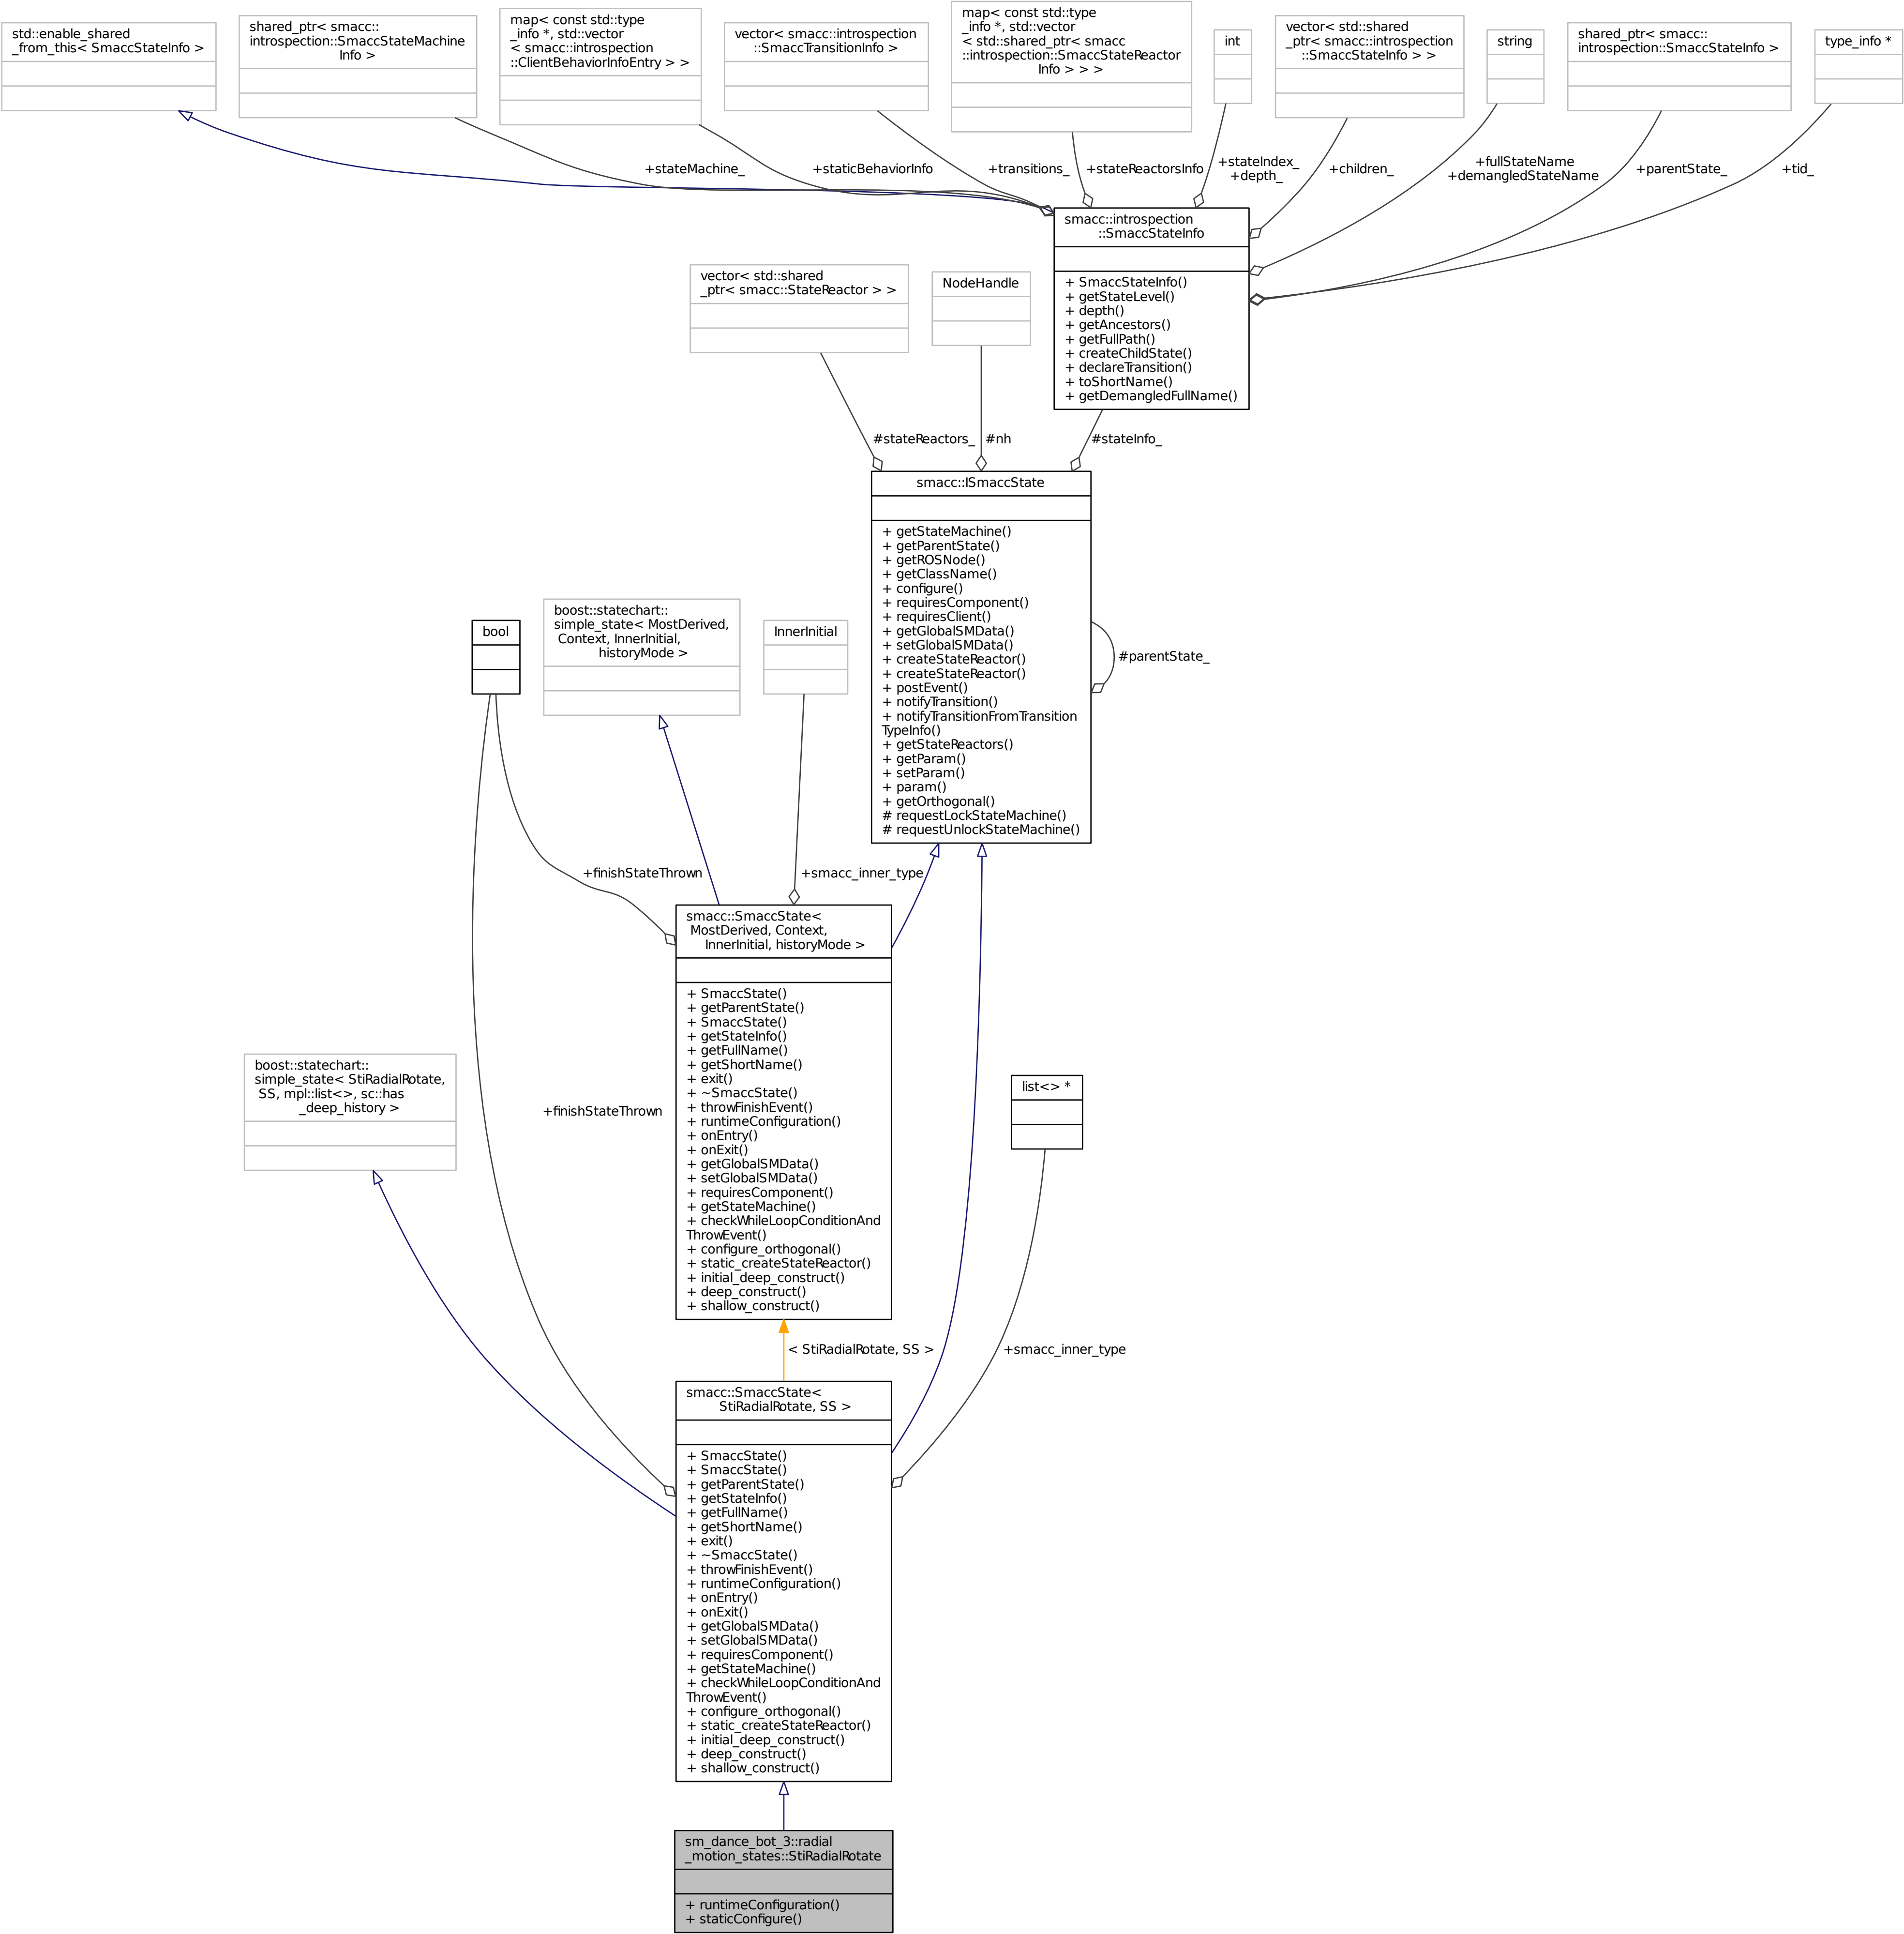 std::enable_shared
_from_this< SmaccStateInfo >
shared_ptr< smacc::
introspection::SmaccStateMachine
Info >
map< const std::type
_info *, std::vector
< smacc::introspection
::ClientBehaviorInfoEntry > >
vector< smacc::introspection
::SmaccTransitionInfo >
map< const std::type
_info *, std::vector
< std::shared_ptr< smacc
::introspection::SmaccStateReactor
Info > > >
int
vector< std::shared
_ptr< smacc::introspection
::SmaccStateInfo > >
string
shared_ptr< smacc::
introspection::SmaccStateInfo >
type_info *
+stateMachine_
+staticBehaviorInfo
+transitions_
+stateReactorsInfo
+stateIndex_
+depth_
+children_
+fullStateName
+demangledStateName
+parentState_
+tid_
smacc::introspection
::SmaccStateInfo
+ SmaccStateInfo()
+ getStateLevel()
+ depth()
+ getAncestors()
+ getFullPath()
+ createChildState()
+ declareTransition()
+ toShortName()
+ getDemangledFullName()
vector< std::shared
_ptr< smacc::StateReactor > >
NodeHandle
#stateReactors_
#nh
#stateInfo_
smacc::ISmaccState
+ getStateMachine()
+ getParentState()
+ getROSNode()
+ getClassName()
+ configure()
+ requiresComponent()
+ requiresClient()
+ getGlobalSMData()
+ setGlobalSMData()
+ createStateReactor()
+ createStateReactor()
+ postEvent()
+ notifyTransition()
+ notifyTransitionFromTransition
TypeInfo()
+ getStateReactors()
+ getParam()
+ setParam()
+ param()
+ getOrthogonal()
# requestLockStateMachine()
# requestUnlockStateMachine()
#parentState_
bool
boost::statechart::
simple_state< MostDerived,
Context, InnerInitial,
historyMode >
InnerInitial
+finishStateThrown
+smacc_inner_type
smacc::SmaccState<
MostDerived, Context,
InnerInitial, historyMode >
+ SmaccState()
+ getParentState()
+ SmaccState()
+ getStateInfo()
+ getFullName()
+ getShortName()
+ exit()
+ ~SmaccState()
+ throwFinishEvent()
+ runtimeConfiguration()
+ onEntry()
+ onExit()
+ getGlobalSMData()
+ setGlobalSMData()
+ requiresComponent()
+ getStateMachine()
+ checkWhileLoopConditionAnd
ThrowEvent()
+ configure_orthogonal()
+ static_createStateReactor()
+ initial_deep_construct()
+ deep_construct()
+ shallow_construct()
boost::statechart::
simple_state< StiRadialRotate,
SS, mpl::list<>, sc::has
_deep_history >
+finishStateThrown
list<> *
< StiRadialRotate, SS >
+smacc_inner_type
smacc::SmaccState<
StiRadialRotate, SS >
+ SmaccState()
+ SmaccState()
+ getParentState()
+ getStateInfo()
+ getFullName()
+ getShortName()
+ exit()
+ ~SmaccState()
+ throwFinishEvent()
+ runtimeConfiguration()
+ onEntry()
+ onExit()
+ getGlobalSMData()
+ setGlobalSMData()
+ requiresComponent()
+ getStateMachine()
+ checkWhileLoopConditionAnd
ThrowEvent()
+ configure_orthogonal()
+ static_createStateReactor()
+ initial_deep_construct()
+ deep_construct()
+ shallow_construct()
sm_dance_bot_3::radial
_motion_states::StiRadialRotate
+ runtimeConfiguration()
+ staticConfigure()